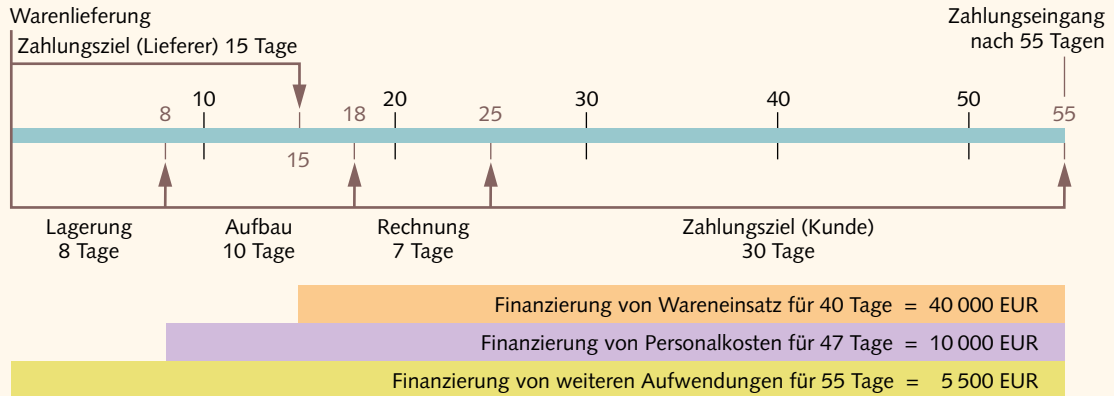 Warenlieferung
Zahlungsziel (Lieferer) 15 Tage
Zahlungseingang
nach 55 Tagen
8 10 18 20 25 30 40 50 55
15
Lagerung
8 Tage
Aufbau
10 Tage
Rechnung
7 Tage
Zahlungsziel (Kunde)
30 Tage
Finanzierung von Wareneinsatz für 40 Tage = 40 000 EUR
Finanzierung von Personalkosten für 47 Tage = 10 000 EUR
Finanzierung von weiteren Aufwendungen für 55 Tage = 5 500 EUR